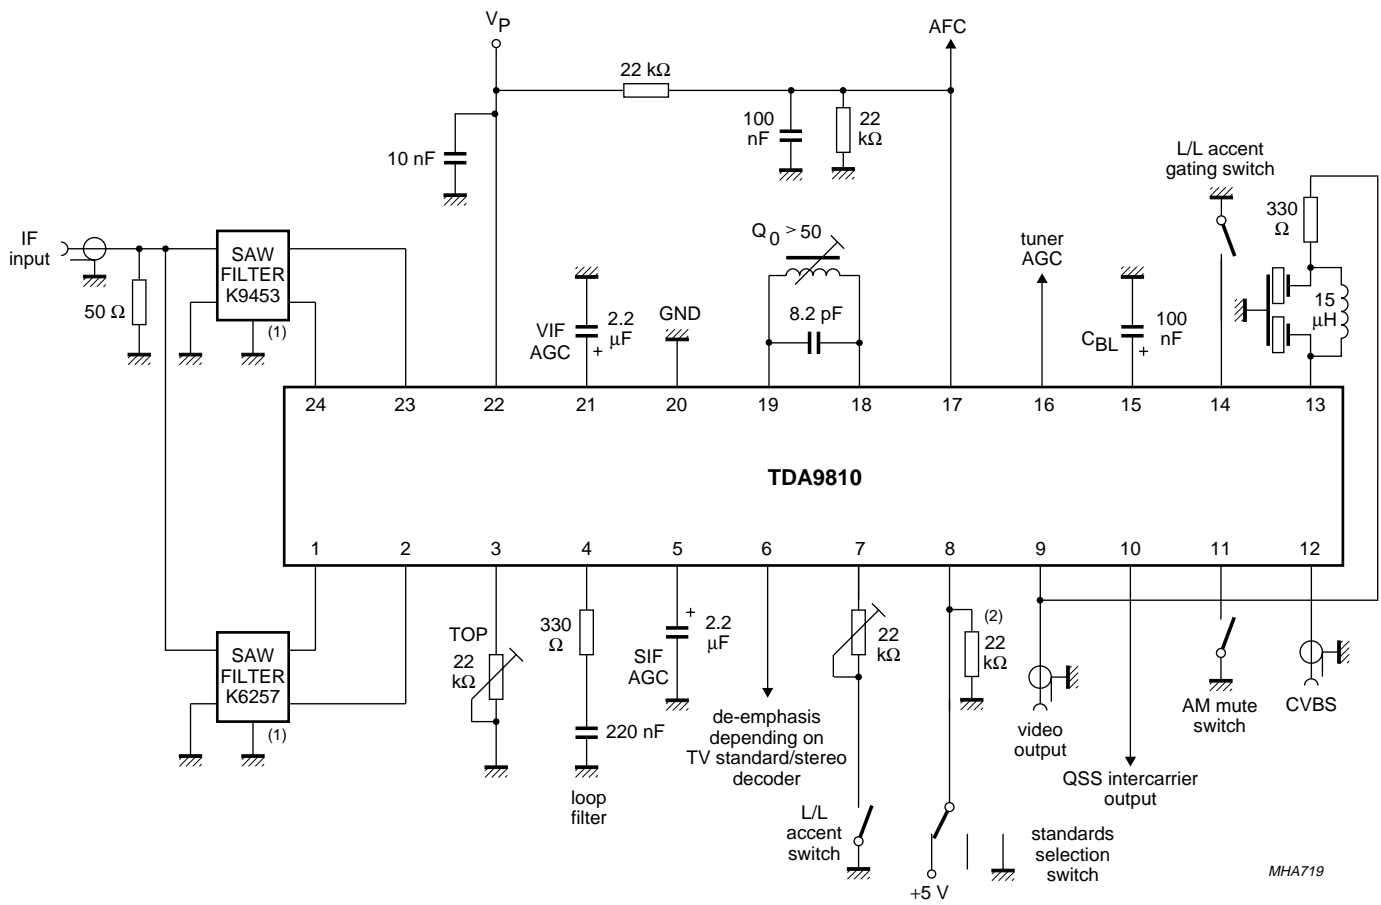 VP
AFC
22 kΩ
100
nF
22
kΩ
10 nF
L/L accent
gating switch
330
Ω
IF
input
SAW
FILTER
K9453
(1)
50 Ω
Q0 > 50
8.2 pF
tuner
AGC
15
μH
VIF
AGC
2.2
μF
+
GND
CBL
100
nF
+
24
23
22
21
20
19
18
17
16
15
14
13
TDA9810
1
2
3
4
5
6
7
8
9
10
11
12
SAW
FILTER
K6257
(1)
TOP
22
kΩ
330
Ω
220 nF
loop
filter
+
2.2
μF
SIF
AGC
de-emphasis
depending on
TV standard/stereo
decoder
22
kΩ
L/L
accent
switch
(2)
22
kΩ
+5 V
standards
selection
switch
video
output
QSS intercarrier
output
AM mute
switch
CVBS
MHA719